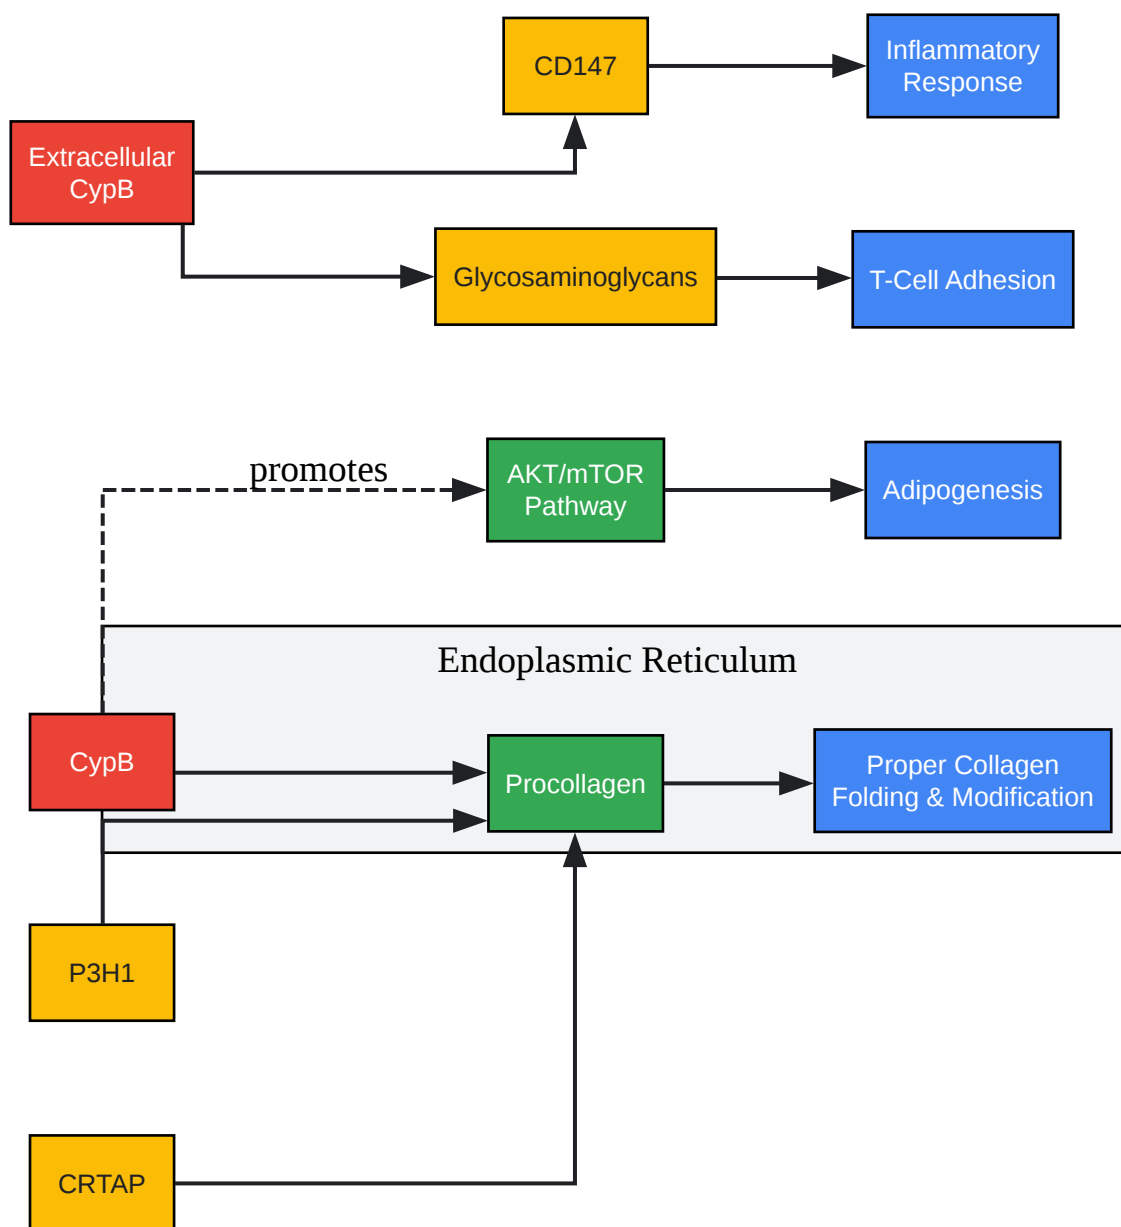 CD147
Inflammatory
Response
Extracellular
CypB
Glycosaminoglycans
T-Cell Adhesion
promotes
AKT/mTOR
Pathway
Adipogenesis
Endoplasmic Reticulum
CypB
Procollagen
Proper Collagen
Folding & Modification
P3H1
CRTAP